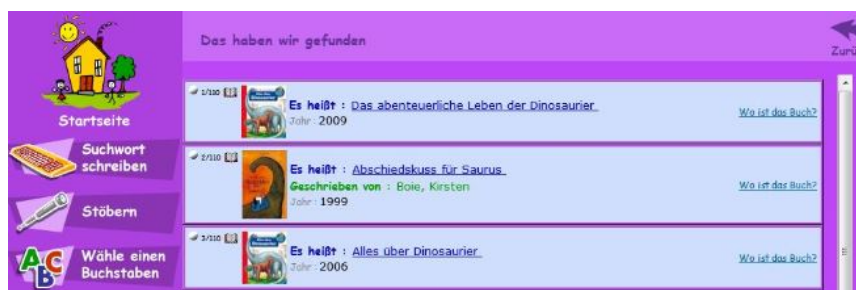 Das haben wir gefunden
Zurü
Startseite
Suchwort
schreiben
Stöbern
Wähle einen
Buchstaben
1/110
Es heißt : Das abenteuerliche Leben der Dinosaurier
Jahr : 2009
Wo ist das Buch?
2/110
Es heißt : Abschiedskuss für Saurus
Geschrieben von : Boie, Kirsten
Jahr : 1999
Wo ist das Buch?
3/110
Es heißt : Alles über Dinosaurier
Jahr : 2006
Wo ist das Buch?